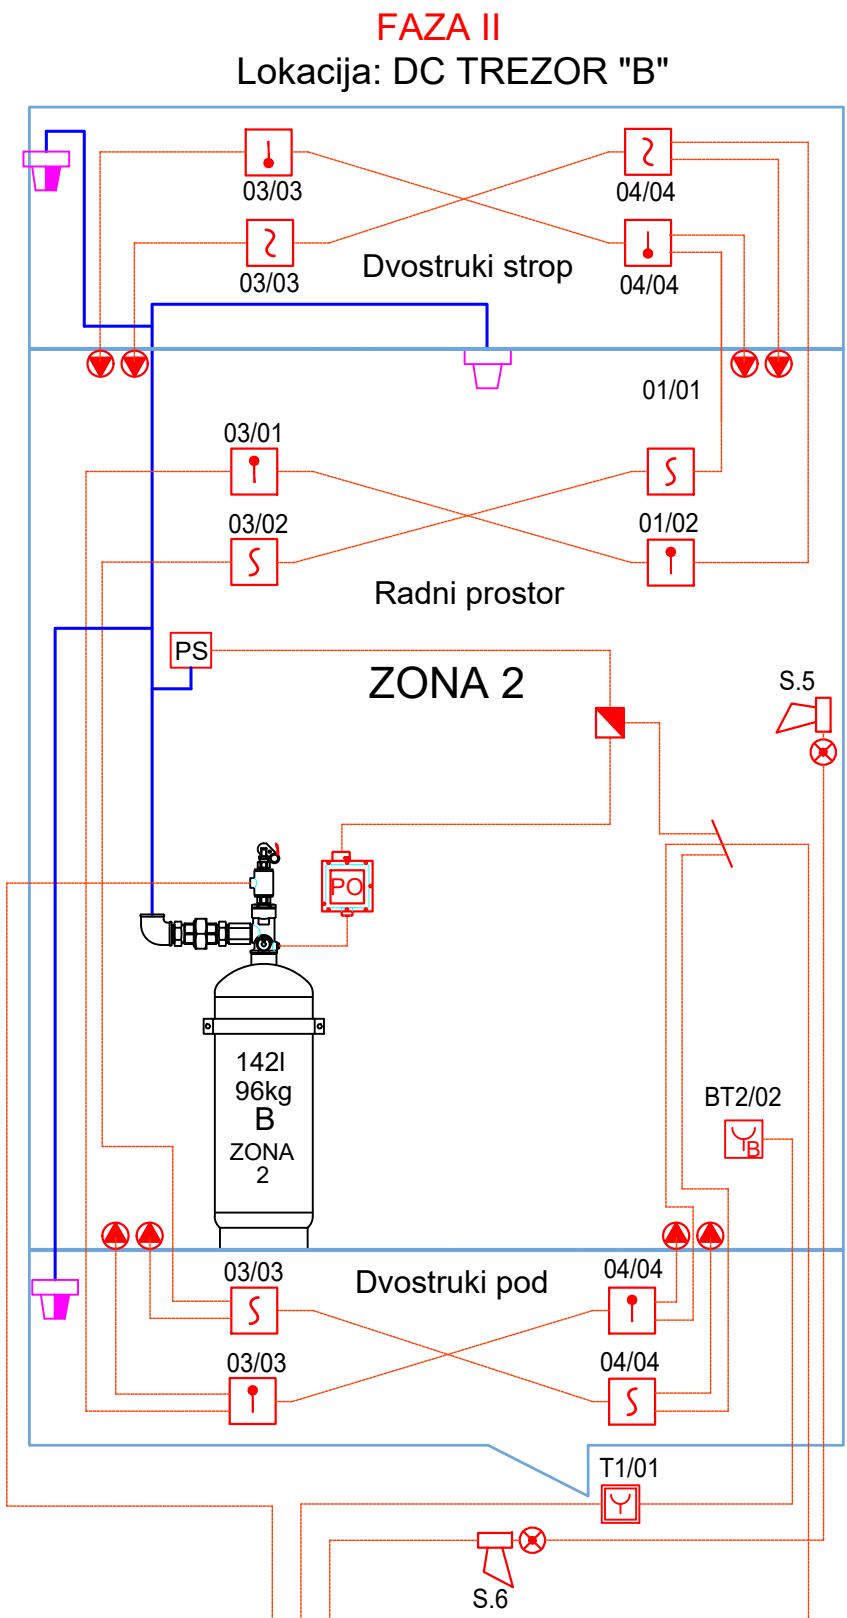 FAZA II
Lokacija: DC TREZOR "B"
03/03
04/04
03/03
Dvostruki strop
04/04
01/01
03/01
03/02
01/02
Radni prostor
PS
ZONA 2
S.5
PO
142l
96kg
B
ZONA
2
BT2/02
B
03/03
Dvostruki pod
04/04
03/03
04/04
T1/01
S.6